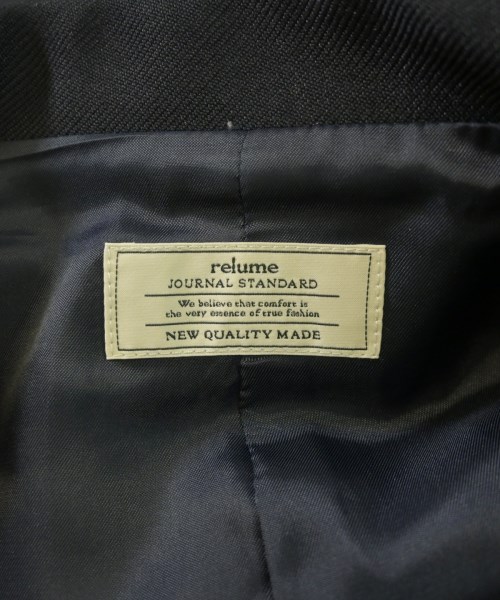 relume
JOURNAL STANDARD
We believe that comfort is
the very essence of true fashion
NEW QUALITY MADE